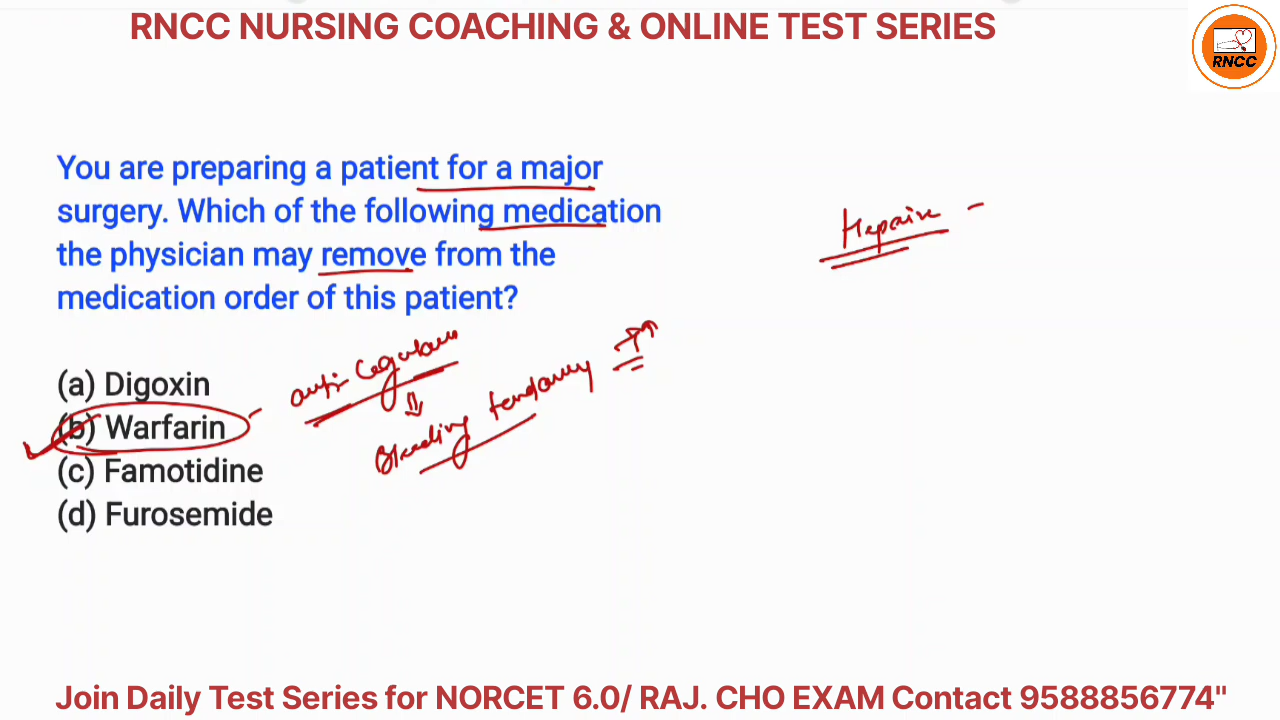 RNCC NURSING COACHING & ONLINE TEST SERIES
RNCC
You are preparing a patient for a major
surgery. Which of the following medication
the physician may remove from the
medication order of this patient?
Heparin -
(a) Digoxin
(b) Warfarin
(c) Famotidine
(d) Furosemide
anti
Bleeding tendancy ↑↑
Join Daily Test Series for NORCET 6.0/ RAJ. CHO EXAM Contact 9588856774"